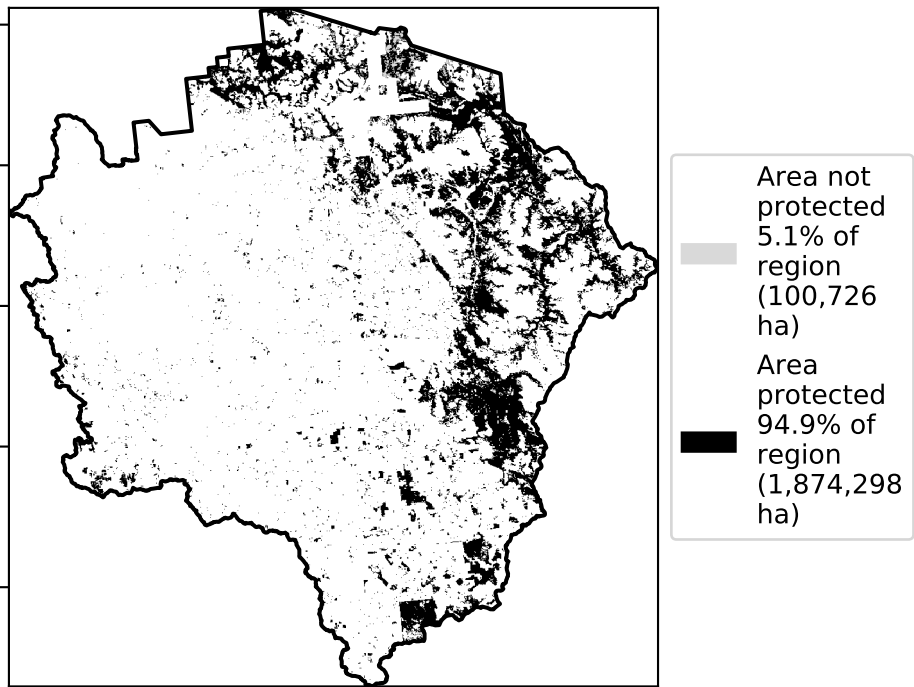 Area not
protected
5.1% of
region
(100,726
ha)
Area
protected
94.9% of
region
(1,874,298
ha)